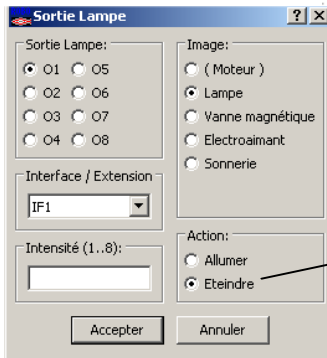 Sortie Lampe
Sortie Lampe:
O1 O5
O2 O6
O3 O7
O4 O8
Interface / Extension
IF1
Intensité (1..8):
Image:
( Moteur )
Lampe
Vanne magnétique
Electroaimant
Sonnerie
Action:
Allumer
Eteindre
Accepter Annuler